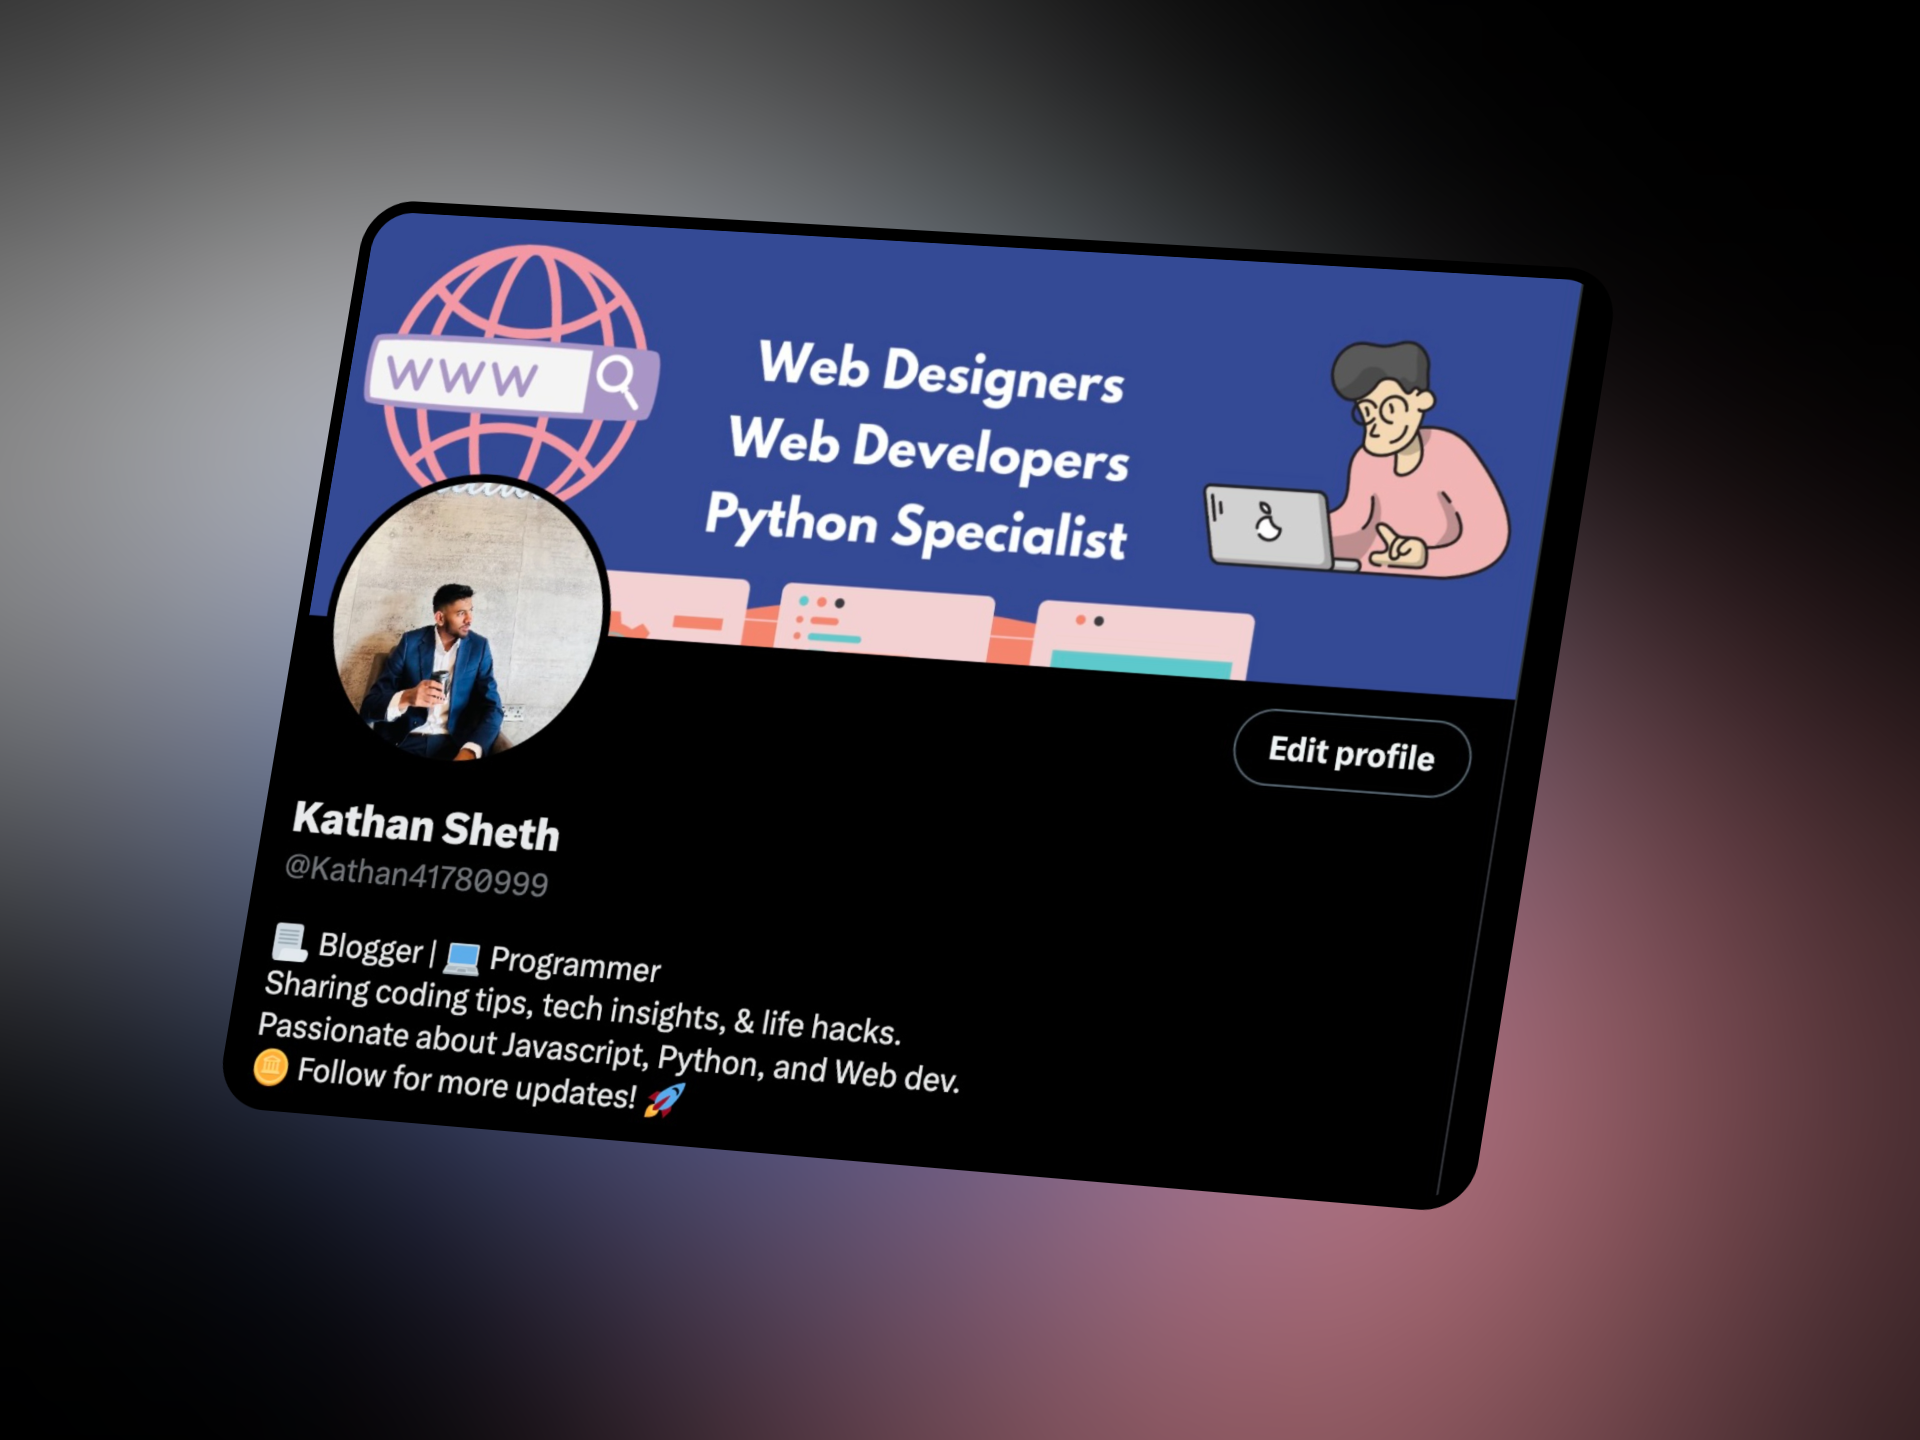 WWW
Web Designers
Web Developers
Python Specialist
Edit profile
Kathan Sheth
@Kathan41780999
📜 Blogger | 💻 Programmer
Sharing coding tips, tech insights, & life hacks.
Passionate about Javascript, Python, and Web dev.
🪙 Follow for more updates! 🚀